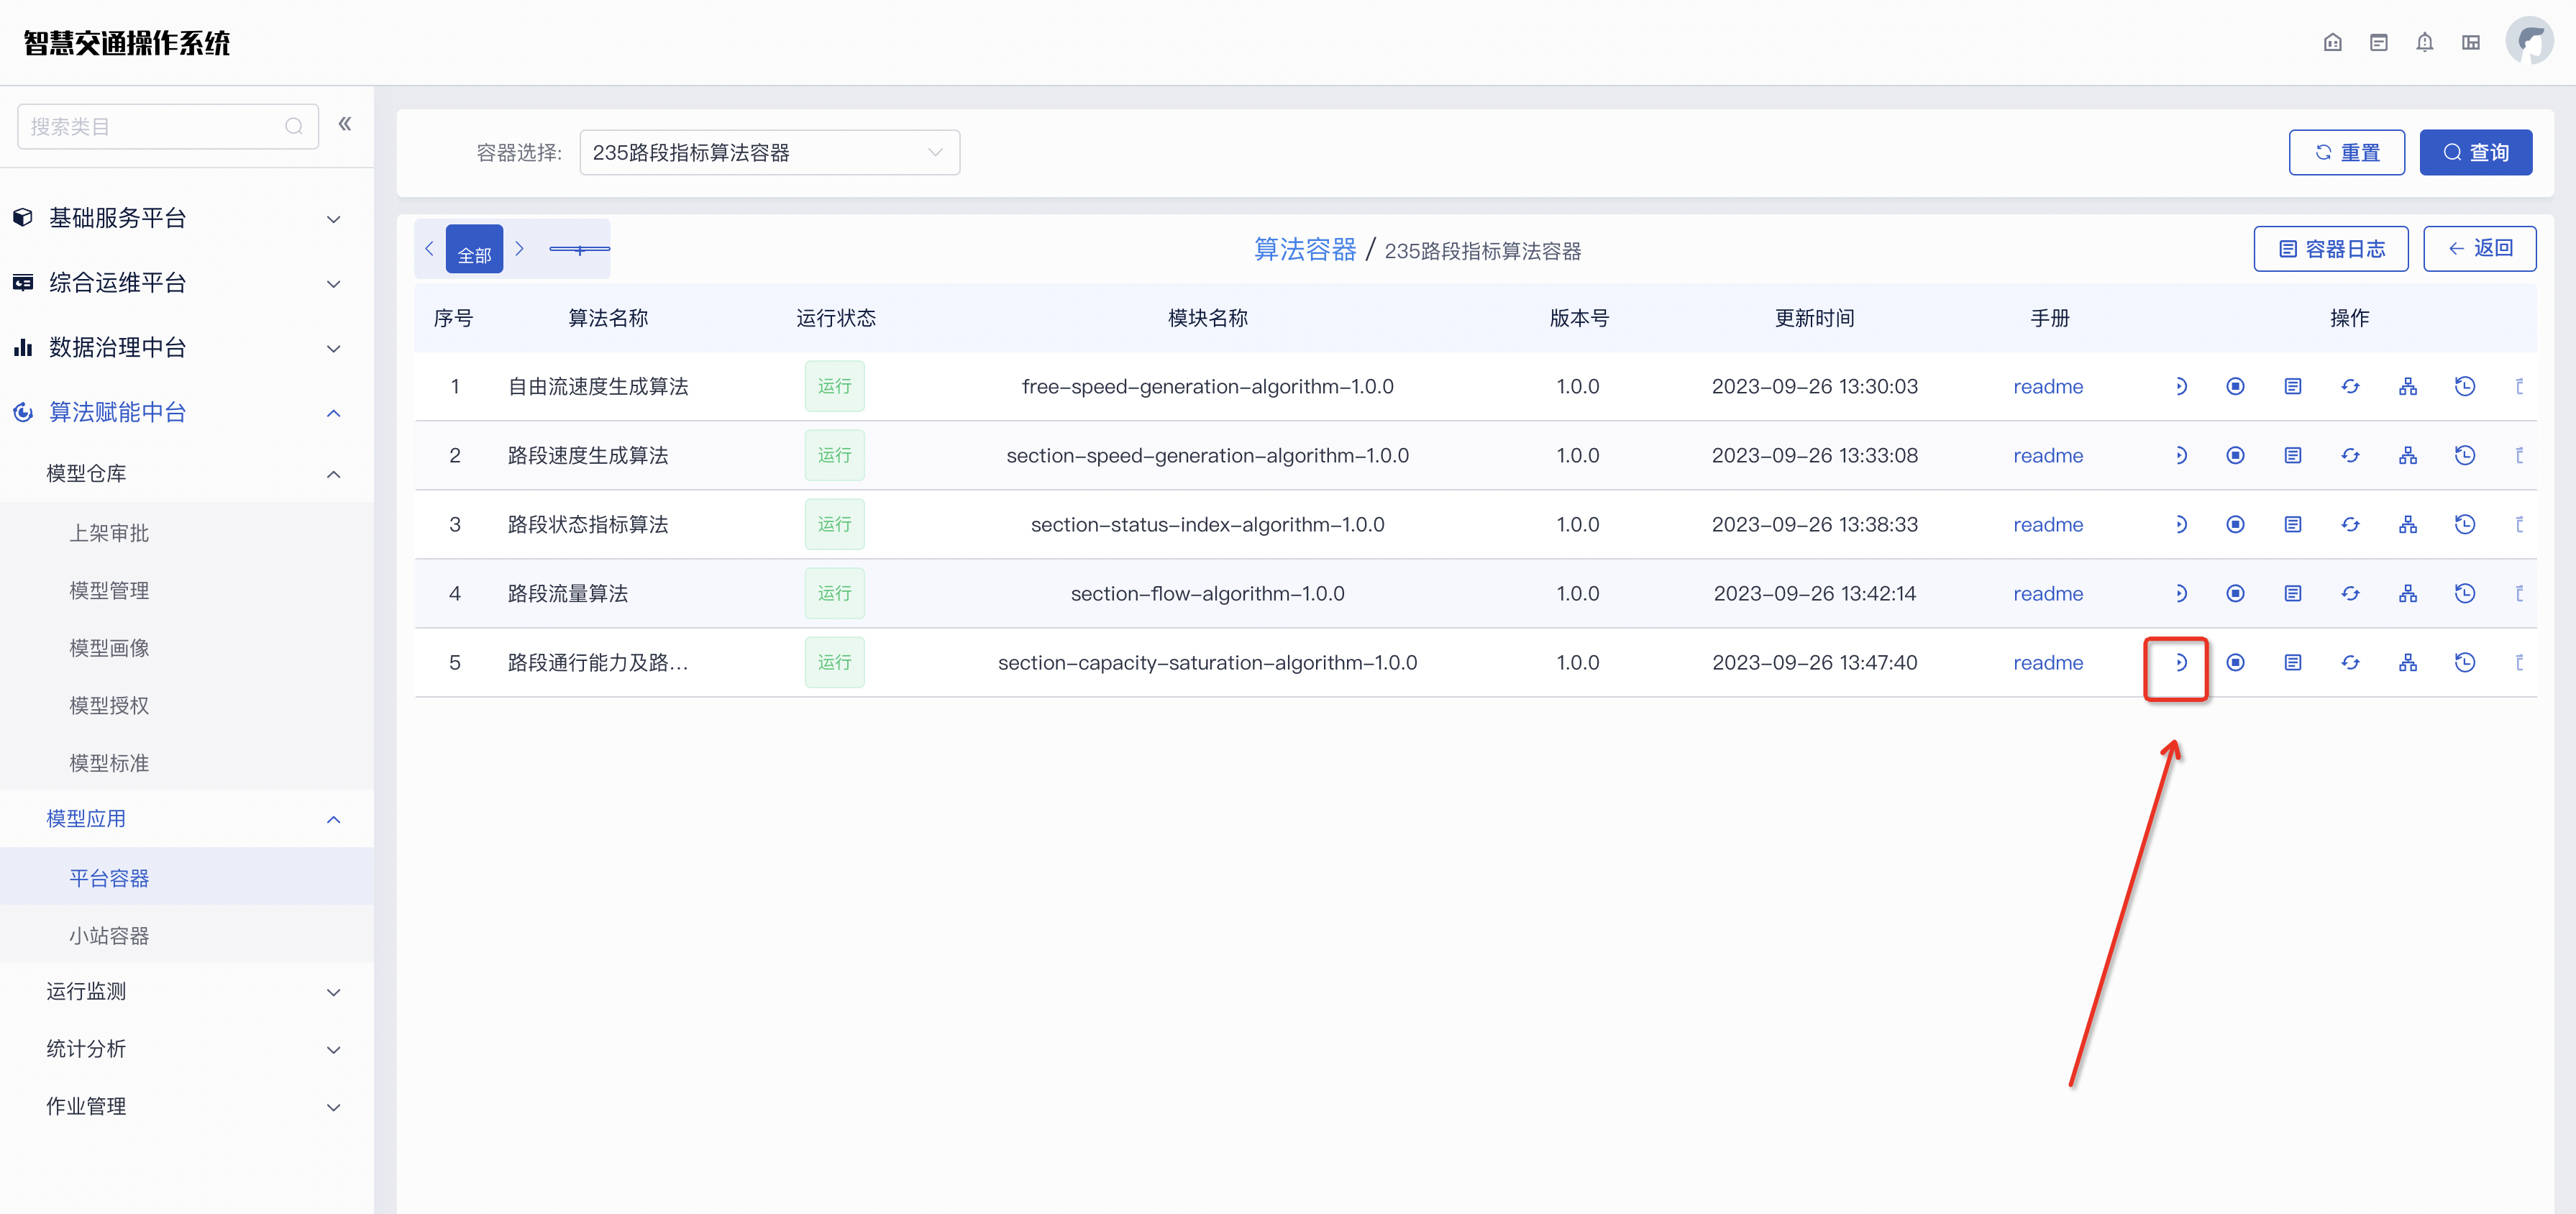 智慧交通操作系统
搜索类目
基础服务平台
综合运维平台
数据治理中台
算法赋能中台
模型仓库
上架审批
模型管理
模型画像
模型授权
模型标准
模型应用
平台容器
小站容器
运行监测
统计分析
作业管理
容器选择: 235路段指标算法容器 重置 查询
全部 算法容器 / 235路段指标算法容器 容器日志 返回
序号 算法名称 运行状态 模块名称 版本号 更新时间 手册 操作
1 自由流速度生成算法 运行 free-speed-generation-algorithm-1.0.0 1.0.0 2023-09-26 13:30:03 readme
2 路段速度生成算法 运行 section-speed-generation-algorithm-1.0.0 1.0.0 2023-09-26 13:33:08 readme
3 路段状态指标算法 运行 section-status-index-algorithm-1.0.0 1.0.0 2023-09-26 13:38:33 readme
4 路段流量算法 运行 section-flow-algorithm-1.0.0 1.0.0 2023-09-26 13:42:14 readme
5 路段通行能力及路... 运行 section-capacity-saturation-algorithm-1.0.0 1.0.0 2023-09-26 13:47:40 readme